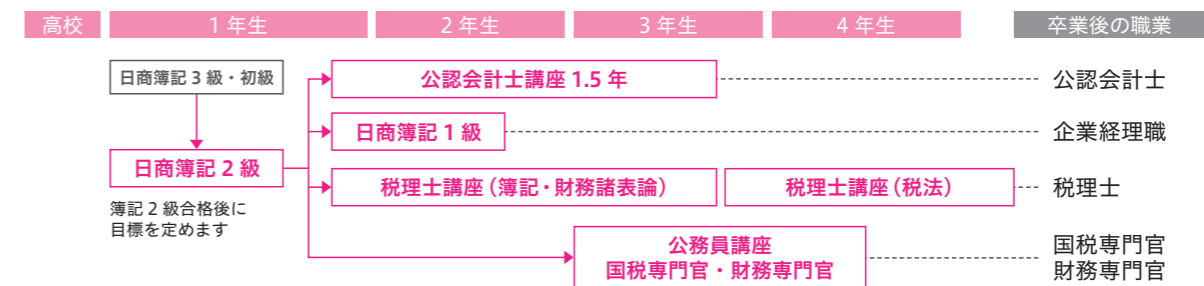 高校
1 年生
2 年生
3 年生
4 年生
卒業後の職業
日商簿記 3 級・初級
公認会計士講座 1.5 年
公認会計士
日商簿記 1 級
企業経理職
日商簿記 2 級
税理士講座（簿記・財務諸表論）
税理士講座（税法）
税理士
簿記 2 級合格後に
目標を定めます
公務員講座
国税専門官・財務専門官
国税専門官
財務専門官